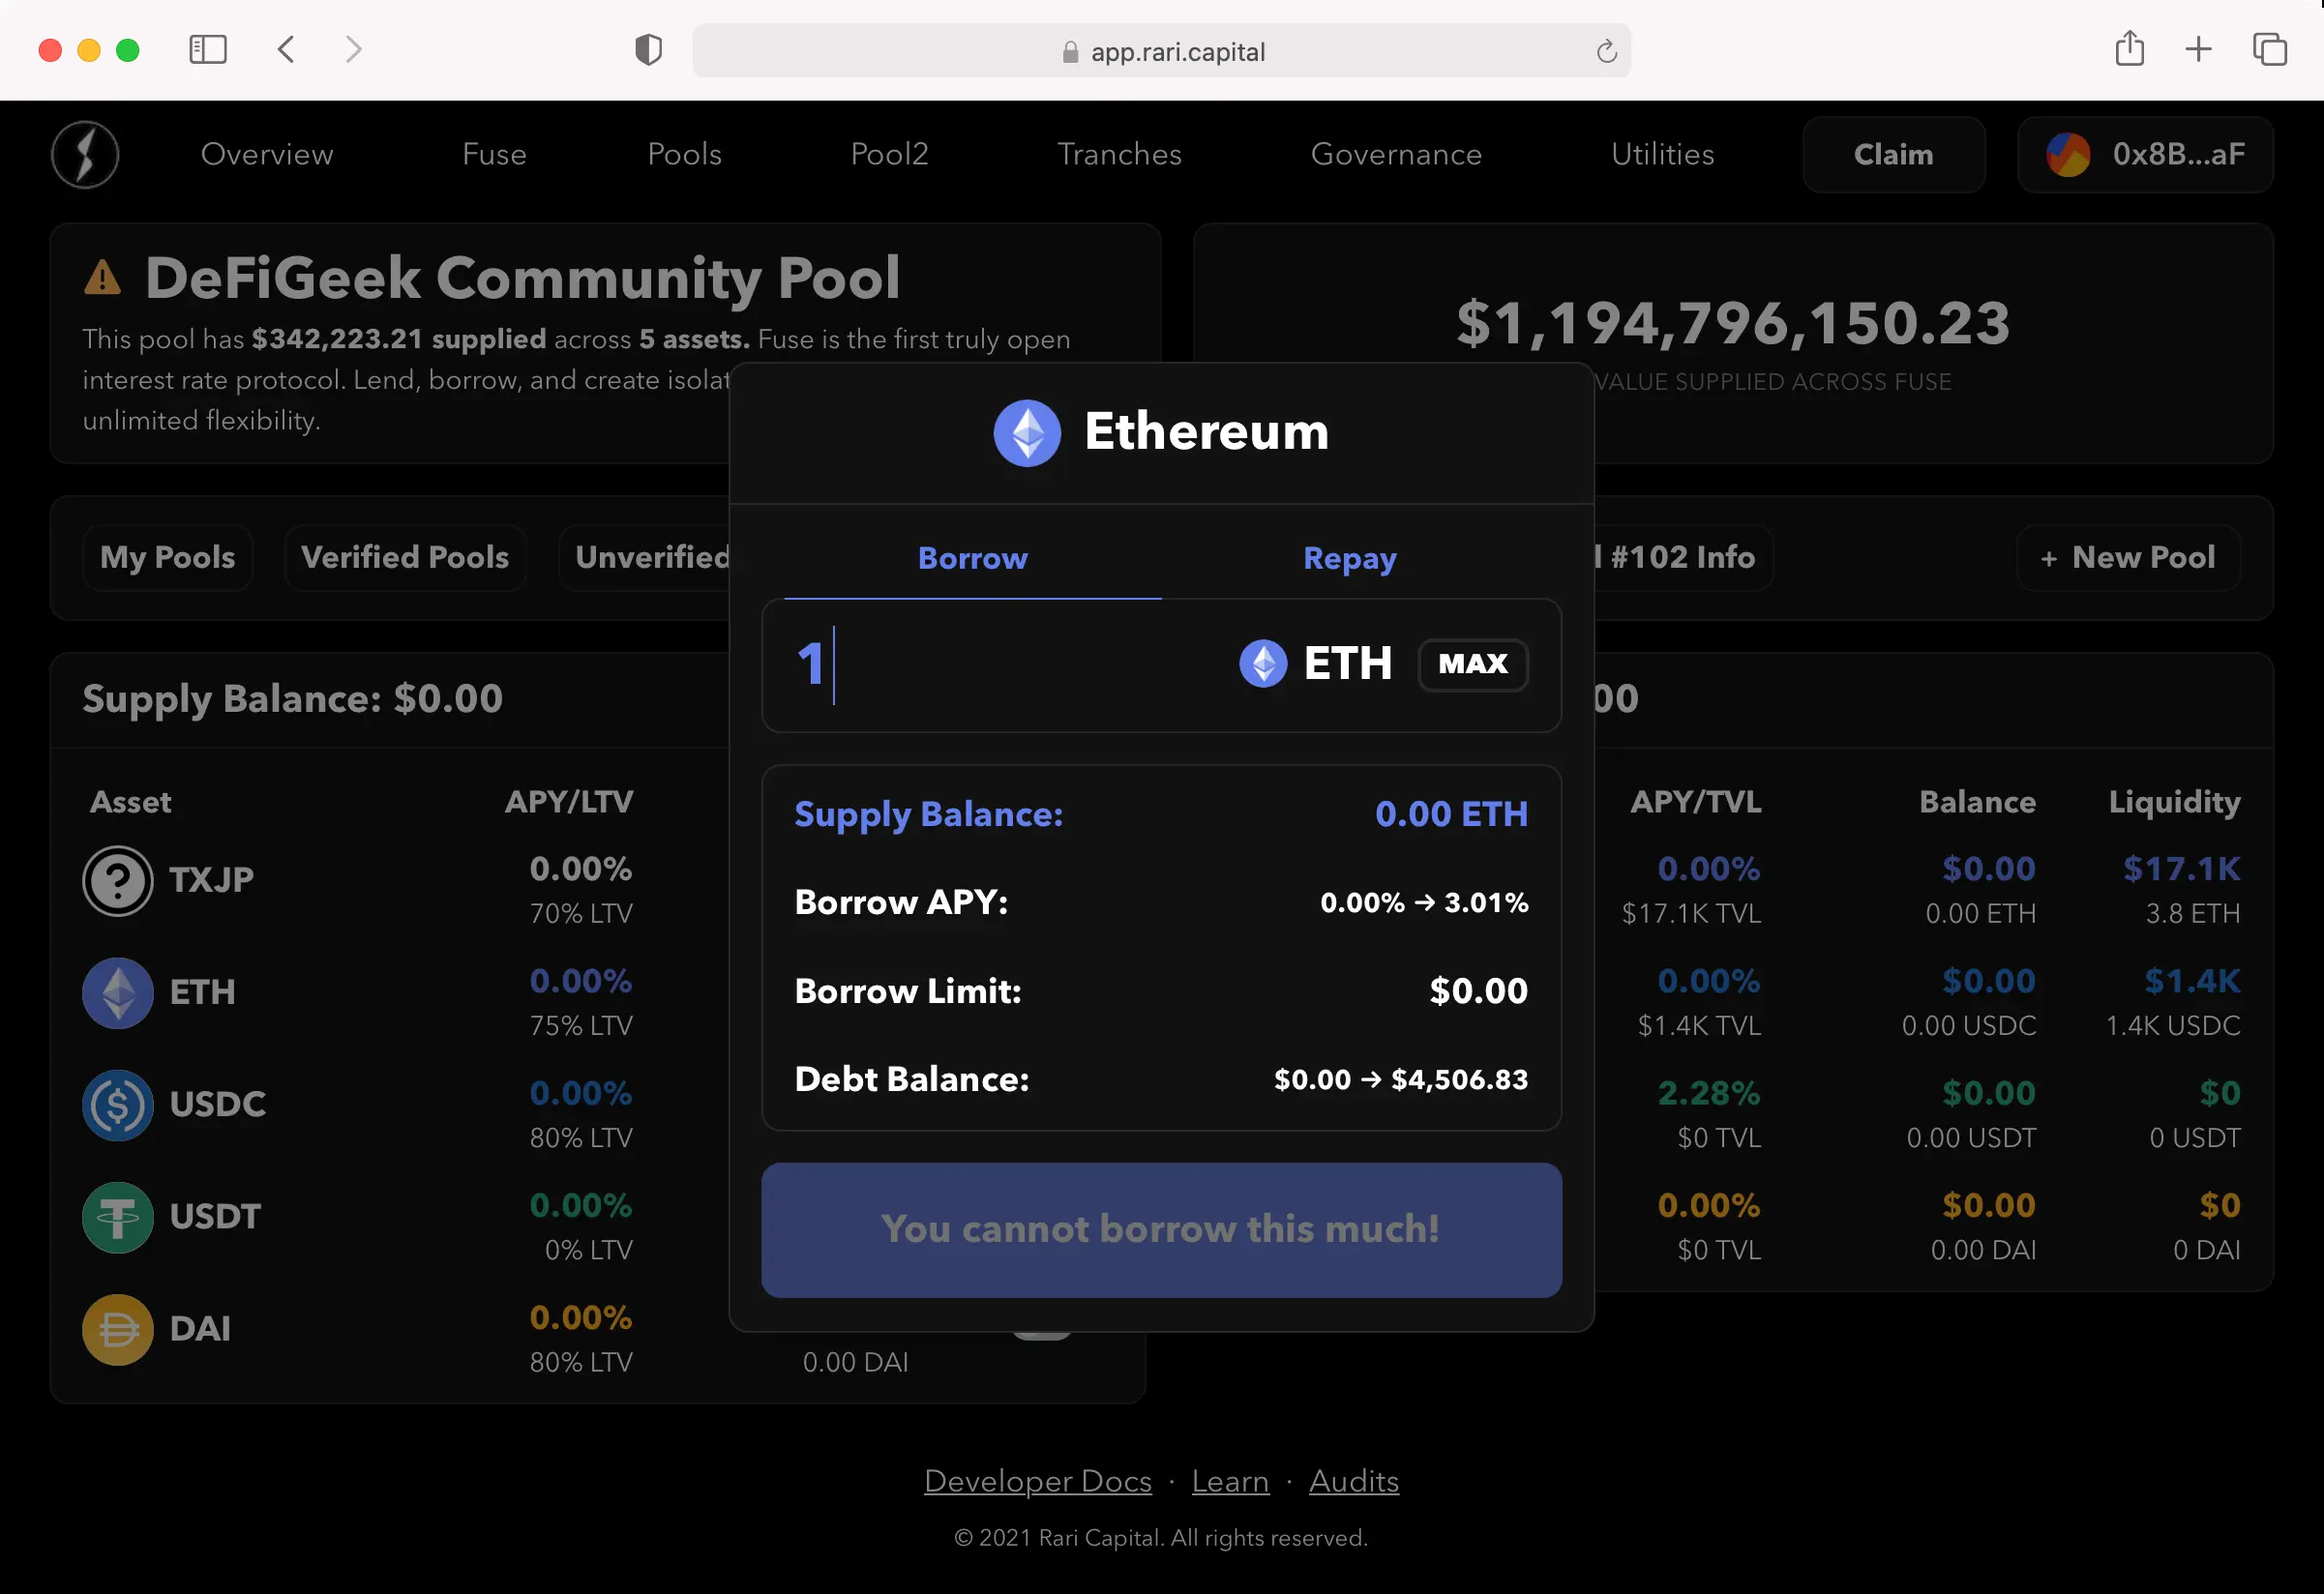 app.rari.capital
Overview Fuse Pools Pool2 Tranches Governance Utilities Claim 0x8B...aF
DeFiGeek Community Pool
This pool has $342,223.21 supplied across 5 assets. Fuse is the first truly open
interest rate protocol. Lend, borrow, and create isolat
unlimited flexibility.
$1,194,796,150.23
VALUE SUPPLIED ACROSS FUSE
My Pools Verified Pools Unverified #102 Info + New Pool
Ethereum
Borrow Repay
1 ETH MAX
Supply Balance: 0.00 ETH
Borrow APY: 0.00% → 3.01%
Borrow Limit: $0.00
Debt Balance: $0.00 → $4,506.83
You cannot borrow this much!
Supply Balance: $0.00
Asset APY/LTV
TXJP 0.00%
70% LTV
ETH 0.00%
75% LTV
USDC 0.00%
80% LTV
USDT 0.00%
0% LTV
DAI 0.00%
80% LTV 0.00 DAI
00
APY/TVL Balance Liquidity
0.00% $0.00 $17.1K
$17.1K TVL 0.00 ETH 3.8 ETH
0.00% $0.00 $1.4K
$1.4K TVL 0.00 USDC 1.4K USDC
2.28% $0.00 $0
$0 TVL 0.00 USDT 0 USDT
0.00% $0.00 $0
$0 TVL 0.00 DAI 0 DAI
Developer Docs · Learn · Audits
© 2021 Rari Capital. All rights reserved.